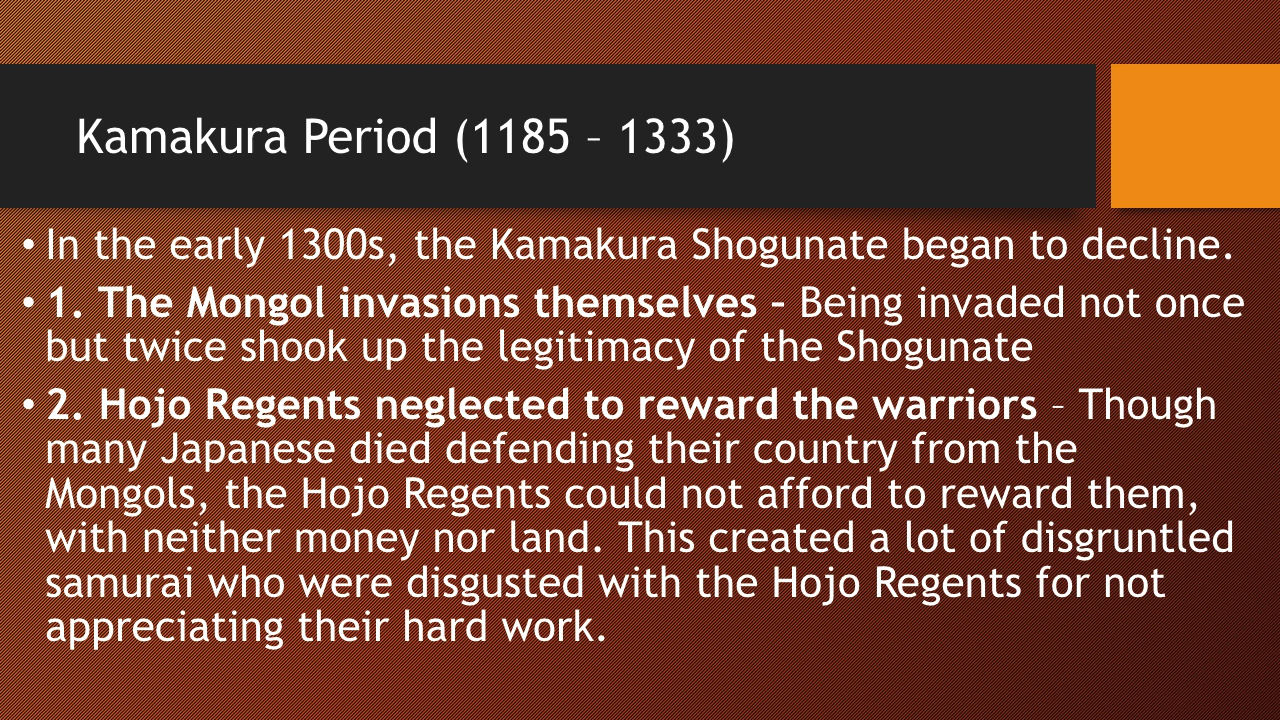 Kamakura Period (1185 – 1333)
• In the early 1300s, the Kamakura Shogunate began to decline.
• 1. The Mongol invasions themselves – Being invaded not once
but twice shook up the legitimacy of the Shogunate
• 2. Hojo Regents neglected to reward the warriors – Though
many Japanese died defending their country from the
Mongols, the Hojo Regents could not afford to reward them,
with neither money nor land. This created a lot of disgruntled
samurai who were disgusted with the Hojo Regents for not
appreciating their hard work.